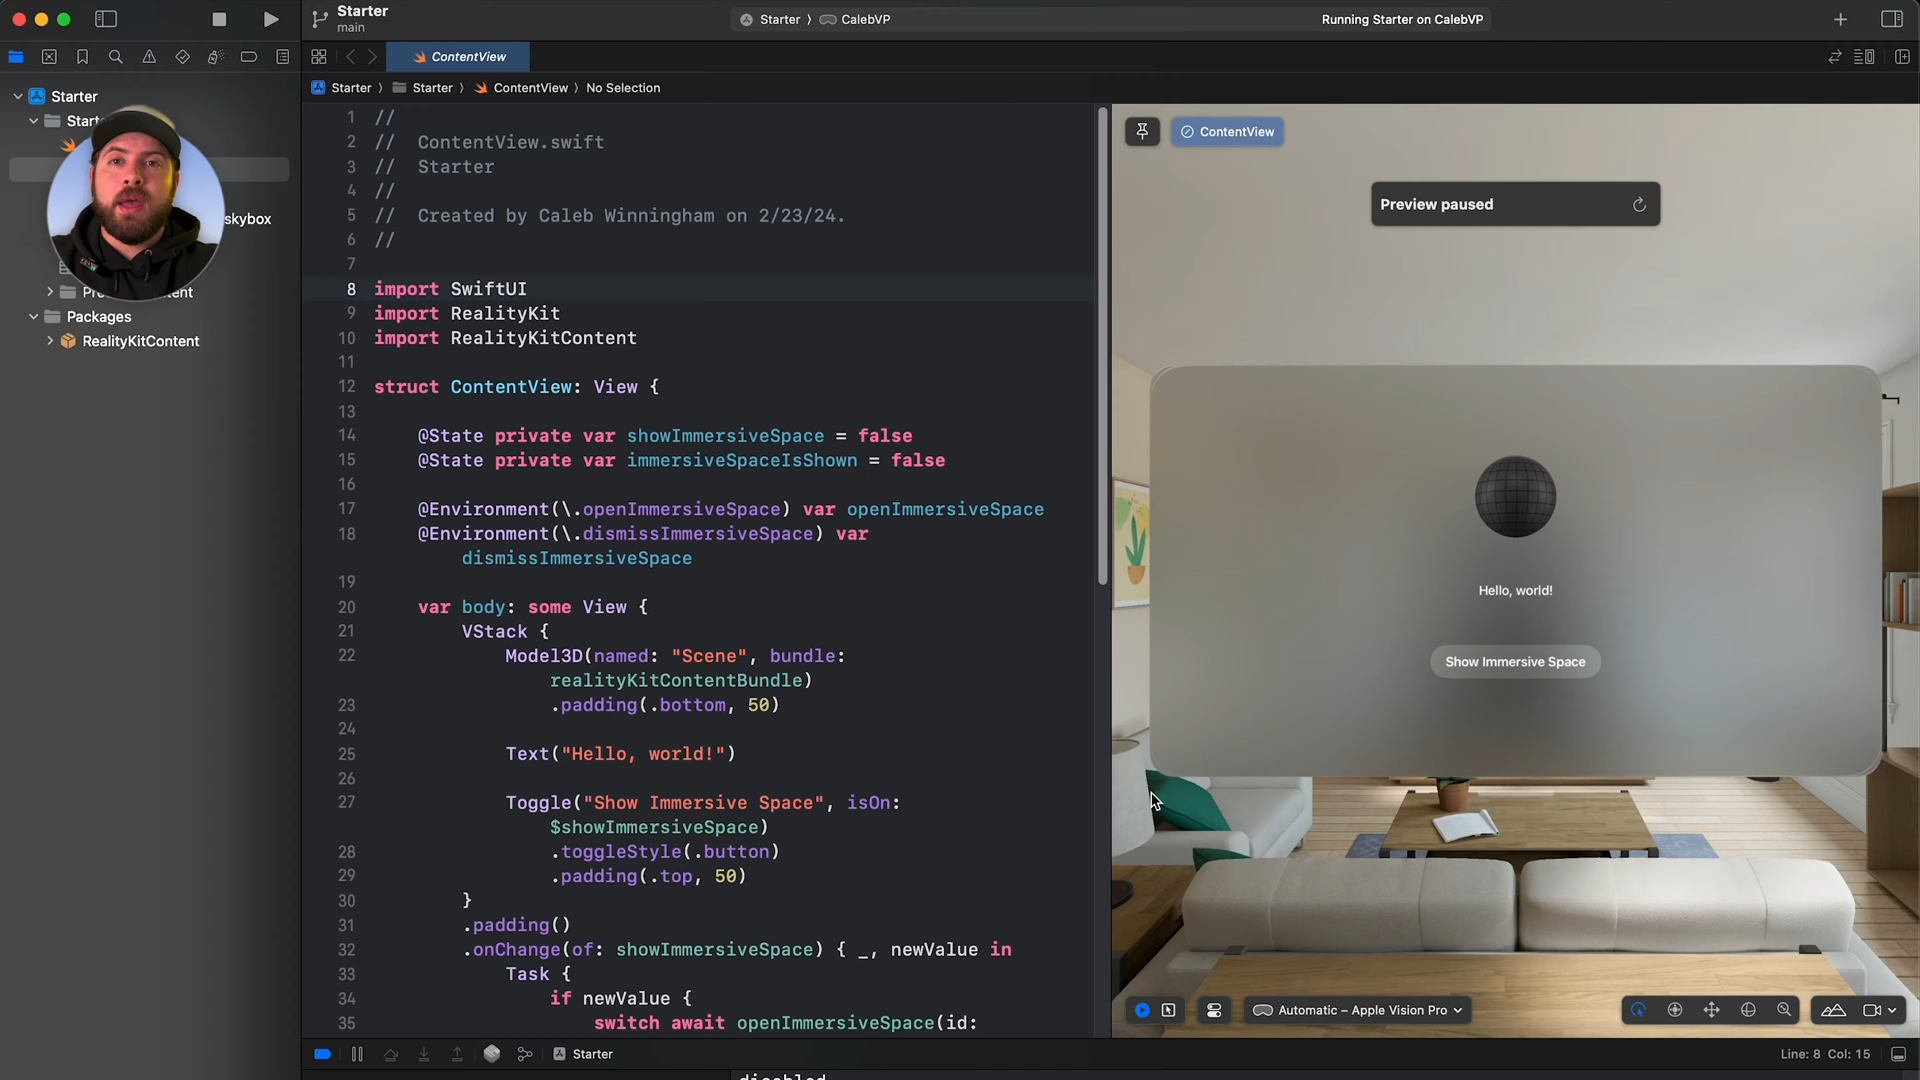 Starter
main
Starter 〉 CalebVP
Running Starter on CalebVP
ContentView
Starter 〉 Starter 〉 ContentView 〉 No Selection
Starter
skybox
Packages
RealityKitContent
1 //
2 //  ContentView.swift
3 //  Starter
4 //
5 //  Created by Caleb Winningham on 2/23/24.
6 //
7
8 import SwiftUI
9 import RealityKit
10 import RealityKitContent
11
12 struct ContentView: View {
13
14 @State private var showImmersiveSpace = false
15 @State private var immersiveSpaceIsShown = false
16
17 @Environment(\.openImmersiveSpace) var openImmersiveSpace
18 @Environment(\.dismissImmersiveSpace) var
dismissImmersiveSpace
19
20 var body: some View {
21 VStack {
22 Model3D(named: "Scene", bundle:
realityKitContentBundle)
23 .padding(.bottom, 50)
24
25 Text("Hello, world!")
26
27 Toggle("Show Immersive Space", isOn:
$showImmersiveSpace)
28 .toggleStyle(.button)
29 .padding(.top, 50)
30 }
31 .padding()
32 .onChange(of: showImmersiveSpace) { _, newValue in
33 Task {
34 if newValue {
35 switch await openImmersiveSpace(id:
ContentView
Preview paused
Hello, world!
Show Immersive Space
Automatic – Apple Vision Pro
Starter
Line: 8 Col: 15